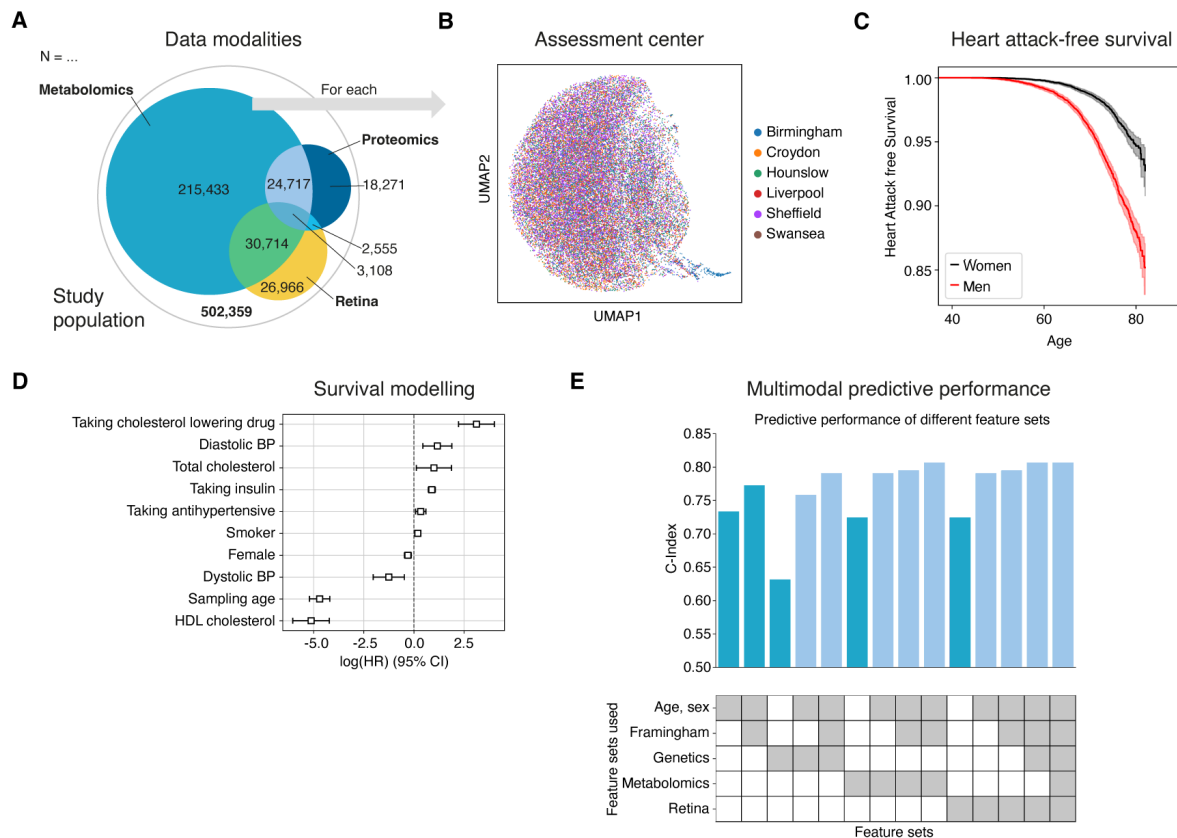 A
Data modalities
N = ...
Metabolomics
For each
Proteomics
215,433
24,717
18,271
30,714
2,555
3,108
26,966
Retina
Study
population
502,359
B
Assessment center
UMAP2
UMAP1
Birmingham
Croydon
Hounslow
Liverpool
Sheffield
Swansea
C
Heart attack-free survival
Heart Attack free Survival
1.00
0.95
0.90
0.85
Women
Men
40
60
80
Age
D
Survival modelling
Taking cholesterol lowering drug
Diastolic BP
Total cholesterol
Taking insulin
Taking antihypertensive
Smoker
Female
Dystolic BP
Sampling age
HDL cholesterol
-5.0
-2.5
0.0
2.5
log(HR) (95% CI)
E
Multimodal predictive performance
Predictive performance of different feature sets
C-Index
0.85
0.80
0.75
0.70
0.65
0.60
0.55
0.50
Feature sets used
Age, sex
Framingham
Genetics
Metabolomics
Retina
Feature sets